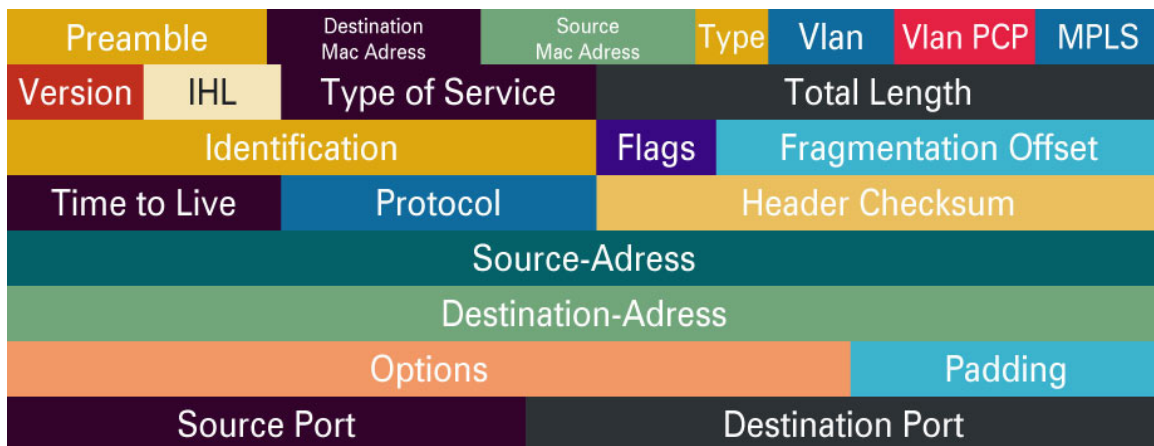 Preamble Destination Mac Adress Source Mac Adress Type Vlan Vlan PCP MPLS
Version IHL Type of Service Total Length
Identification Flags Fragmentation Offset
Time to Live Protocol Header Checksum
Source-Adress
Destination-Adress
Options Padding
Source Port Destination Port